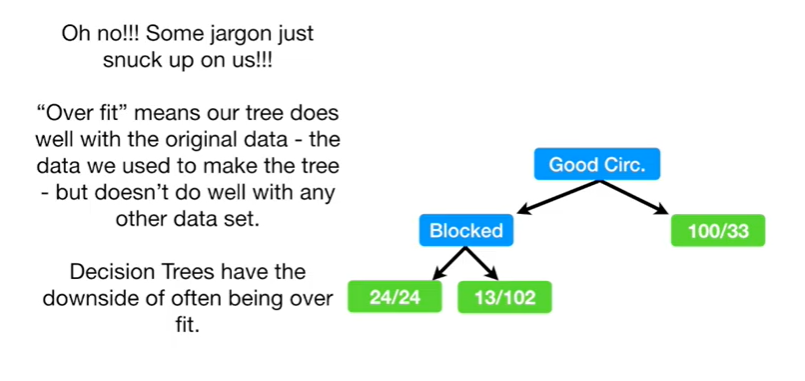 Oh no!!! Some jargon just
snuck up on us!!!
“Over fit” means our tree does
well with the original data - the
data we used to make the tree
- but doesn’t do well with any
other data set.
Decision Trees have the
downside of often being over
fit.
Good Circ.
Blocked
100/33
24/24
13/102